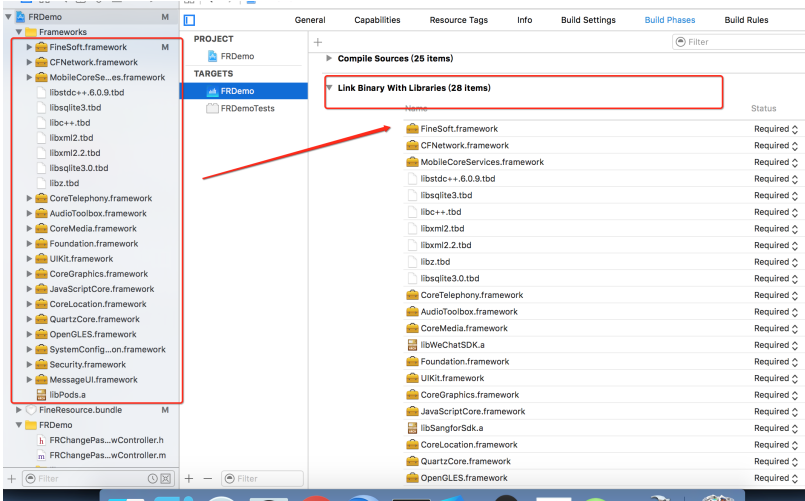 FRDemo M
Frameworks
FineSoft.framework M
CFNetwork.framework
MobileCoreSe...es.framework
libstdc++.6.0.9.tbd
libsqlite3.tbd
libc++.tbd
libxml2.tbd
libxml2.2.tbd
libsqlite3.0.tbd
libz.tbd
CoreTelephony.framework
AudioToolbox.framework
CoreMedia.framework
Foundation.framework
UIKit.framework
CoreGraphics.framework
JavaScriptCore.framework
CoreLocation.framework
QuartzCore.framework
OpenGLES.framework
SystemConfig...on.framework
Security.framework
MessageUI.framework
libPods.a
FineResource.bundle M
FRDemo
FRChangePas...wController.h
FRChangePas...wController.m
Filter
PROJECT
FRDemo
TARGETS
FRDemo
FRDemoTests
Filter
General Capabilities Resource Tags Info Build Settings Build Phases Build Rules
Filter
Compile Sources (25 items)
Link Binary With Libraries (28 items)
Name Status
FineSoft.framework Required
CFNetwork.framework Required
MobileCoreServices.framework Required
libstdc++.6.0.9.tbd Required
libsqlite3.tbd Required
libc++.tbd Required
libxml2.tbd Required
libxml2.2.tbd Required
libz.tbd Required
libsqlite3.0.tbd Required
CoreTelephony.framework Required
AudioToolbox.framework Required
CoreMedia.framework Required
libWeChatSDK.a Required
Foundation.framework Required
UIKit.framework Required
CoreGraphics.framework Required
JavaScriptCore.framework Required
libSangforSdk.a Required
CoreLocation.framework Required
QuartzCore.framework Required
OpenGLES.framework Required